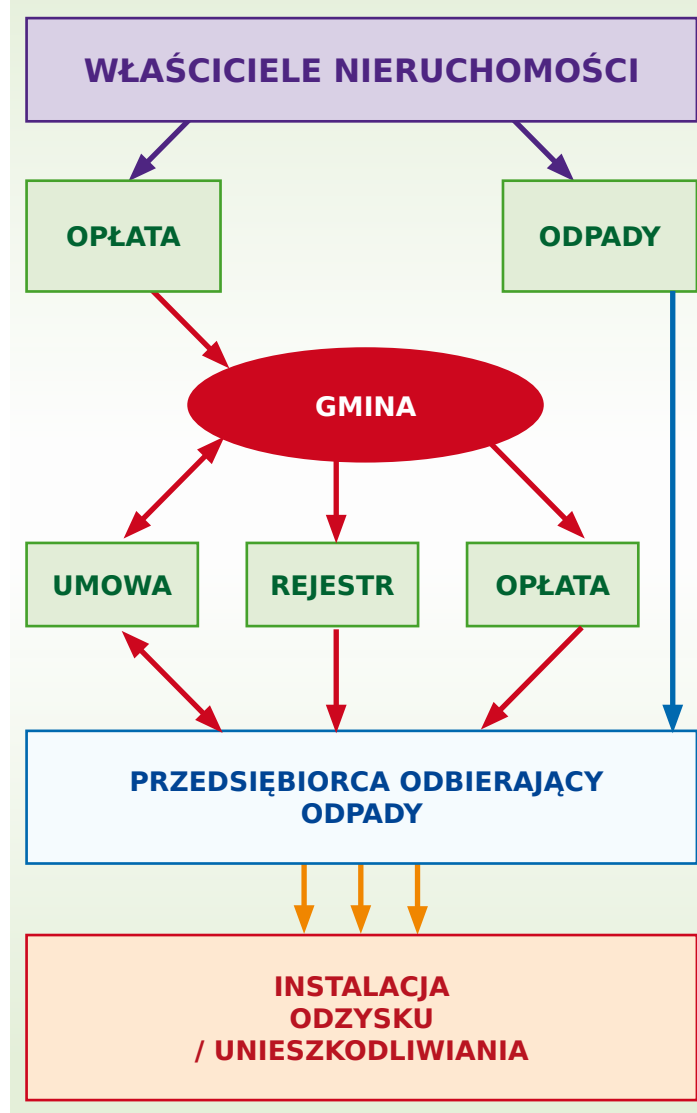 WŁAŚCICIELE NIERUCHOMOŚCI
OPŁATA
ODPADY
GMINA
UMOWA
REJESTR
OPŁATA
PRZEDSIĘBIORCA ODBIERAJĄCY
ODPADY
INSTALACJA
ODZYSKU
/ UNIESZKODLIWIANIA